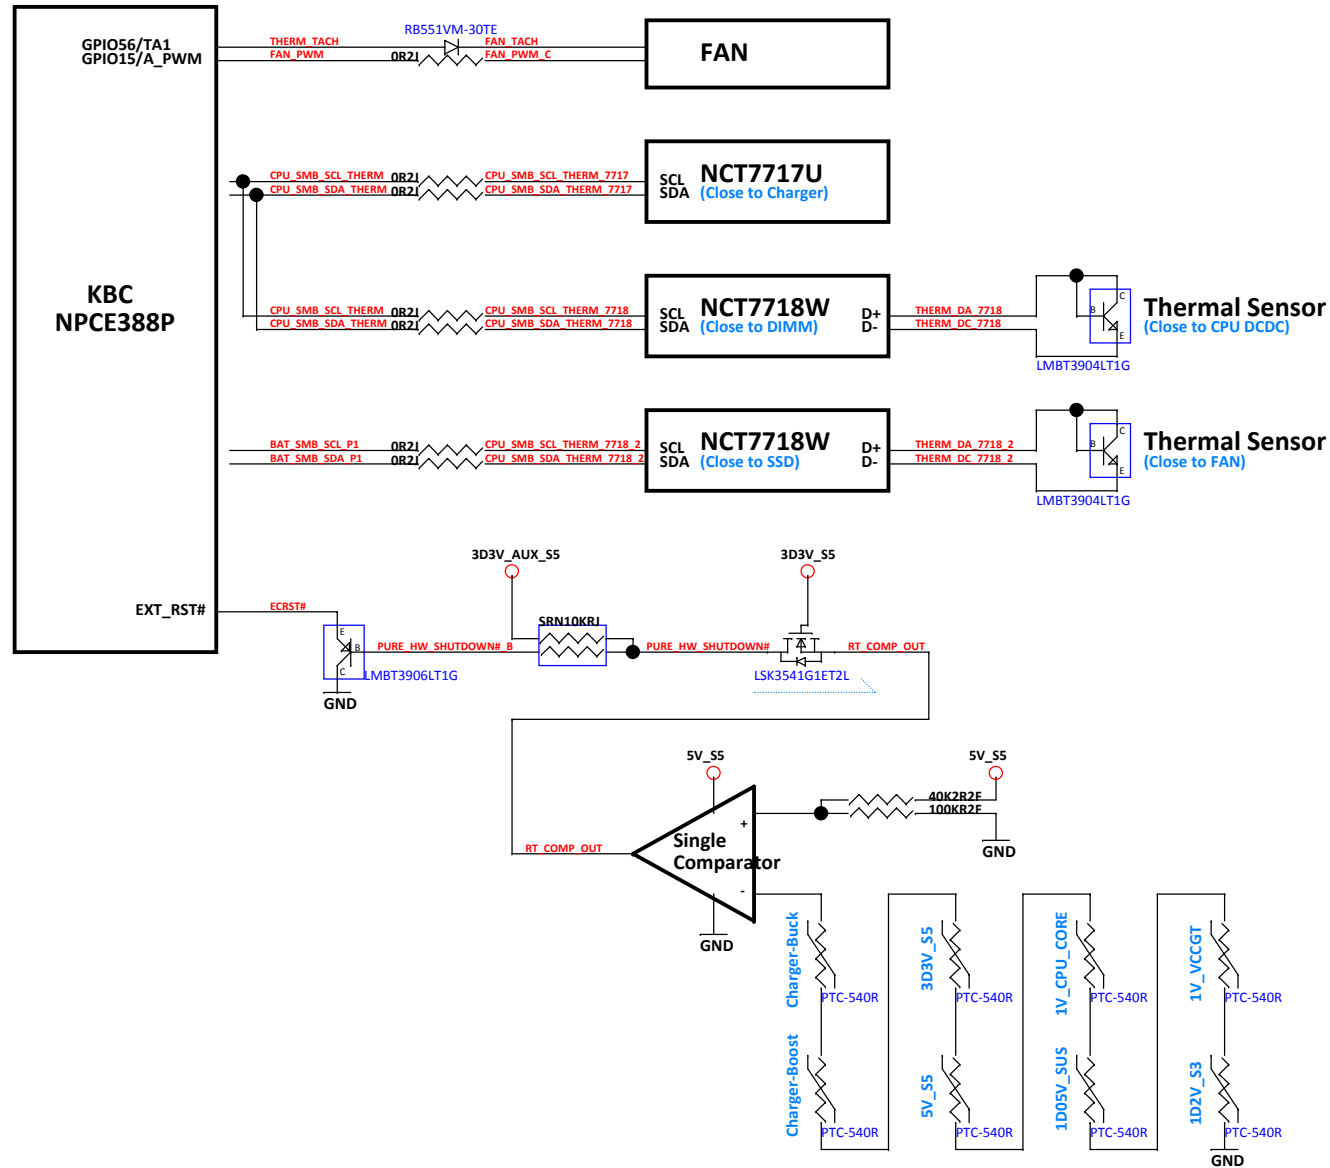 RB551VM-30TE
GPIO56/TA1 THERM_TACH FAN_TACH
GPIO15/A_PWM FAN_PWM 0R2J FAN_PWM_C
FAN
CPU_SMB_SCL_THERM 0R2J CPU_SMB_SCL_THERM_7717 SCL NCT7717U
CPU_SMB_SDA_THERM 0R2J CPU_SMB_SDA_THERM_7717 SDA (Close to Charger)
KBC
NPCE388P
CPU_SMB_SCL_THERM 0R2J CPU_SMB_SCL_THERM_7718 SCL NCT7718W D+ THERM_DA_7718
CPU_SMB_SDA_THERM 0R2J CPU_SMB_SDA_THERM_7718 SDA (Close to DIMM) D- THERM_DC_7718
C
B
E
LMBT3904LT1G
Thermal Sensor
(Close to CPU DCDC)
BAT_SMB_SCL_P1 0R2J CPU_SMB_SCL_THERM_7718_2 SCL NCT7718W D+ THERM_DA_7718_2
BAT_SMB_SDA_P1 0R2J CPU_SMB_SDA_THERM_7718_2 SDA (Close to SSD) D- THERM_DC_7718_2
C
B
E
LMBT3904LT1G
Thermal Sensor
(Close to FAN)
3D3V_AUX_S5 3D3V_S5
EXT_RST# ECRST#
SRN10KRJ
E
B
C
PURE_HW_SHUTDOWN#_B PURE_HW_SHUTDOWN# RT_COMP_OUT
LMBT3906LT1G LSK3541G1ET2L
GND
5V_S5 5V_S5
40K2R2F
100KR2F
+
Single
Comparator
-
RT_COMP_OUT
GND
GND
Charger-Buck
PTC-540R
3D3V_S5
PTC-540R
1V_CPU_CORE
PTC-540R
1V_VCCGT
PTC-540R
Charger-Boost
PTC-540R
5V_S5
PTC-540R
1D05V_SUS
PTC-540R
1D2V_S3
PTC-540R
GND